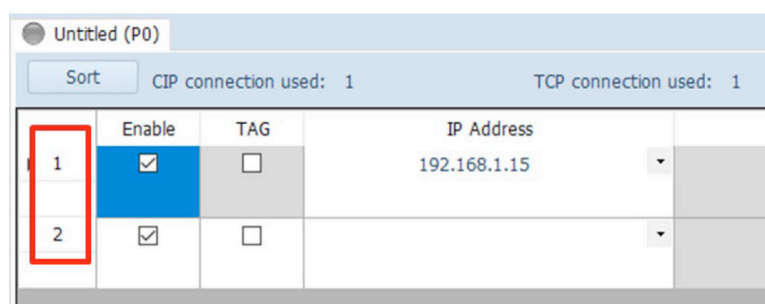 Untitled (P0)
Sort CIP connection used: 1 TCP connection used: 1
Enable TAG IP Address
1 192.168.1.15
2